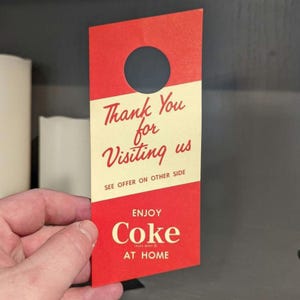 Thank You
for
Visiting us
SEE OFFER ON OTHER SIDE
ENJOY
Coke
AT HOME